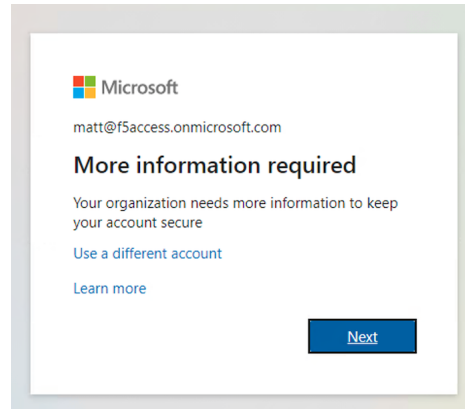 Microsoft
matt@f5access.onmicrosoft.com
More information required
Your organization needs more information to keep
your account secure
Use a different account
Learn more
Next